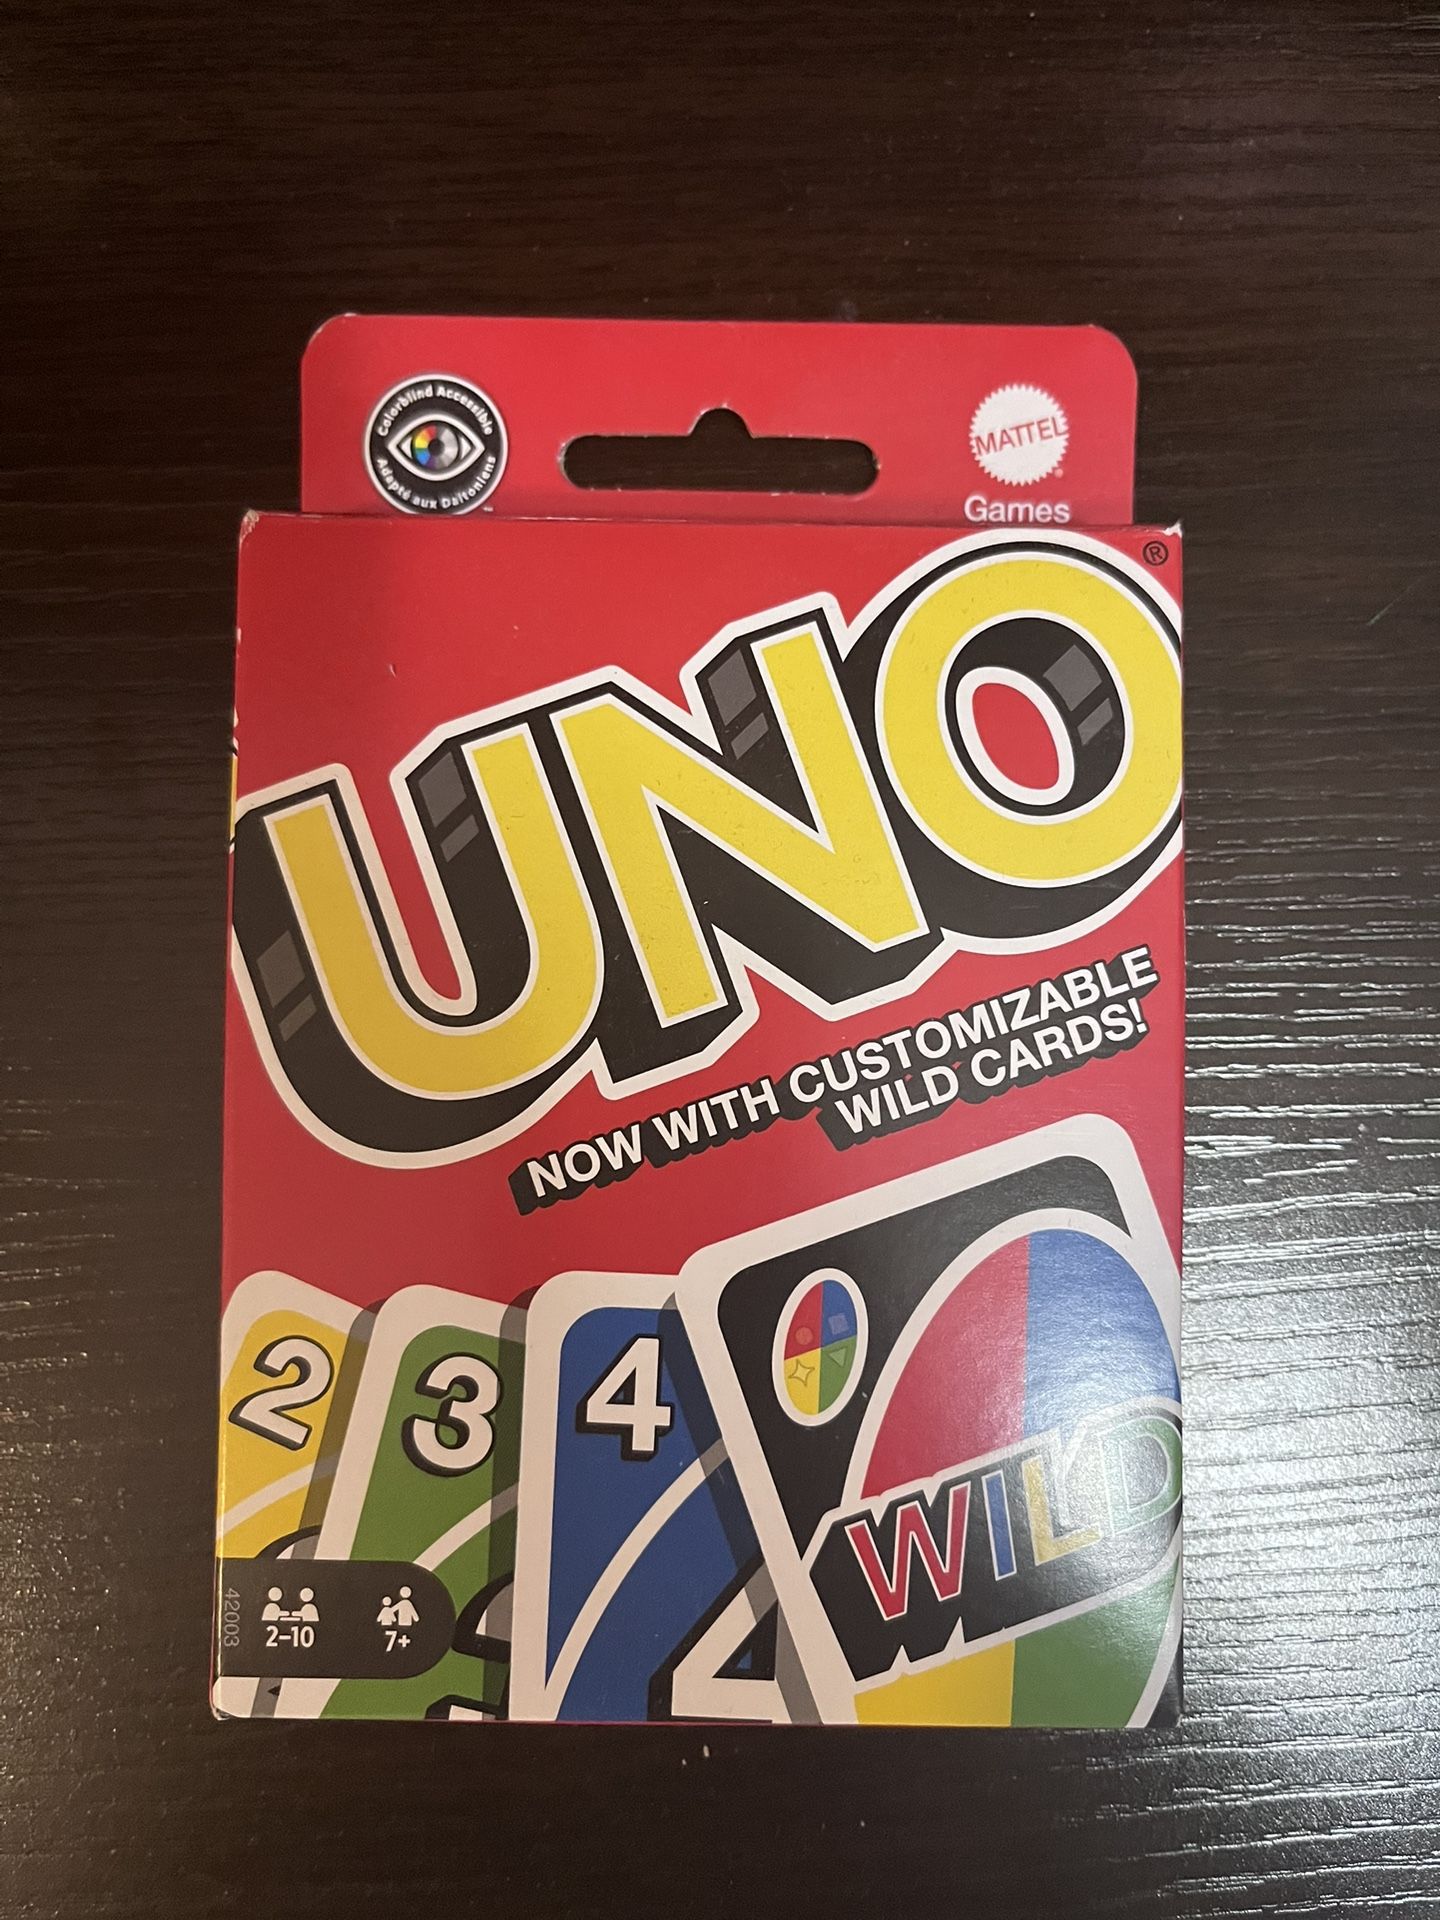 Colorblind Accessible
Adapté aux Daltoniens
™
MATTEL
®
Games
UNO
®
NOW WITH CUSTOMIZABLE
WILD CARDS!
2
3
4
WILD
42003
2-10
7+